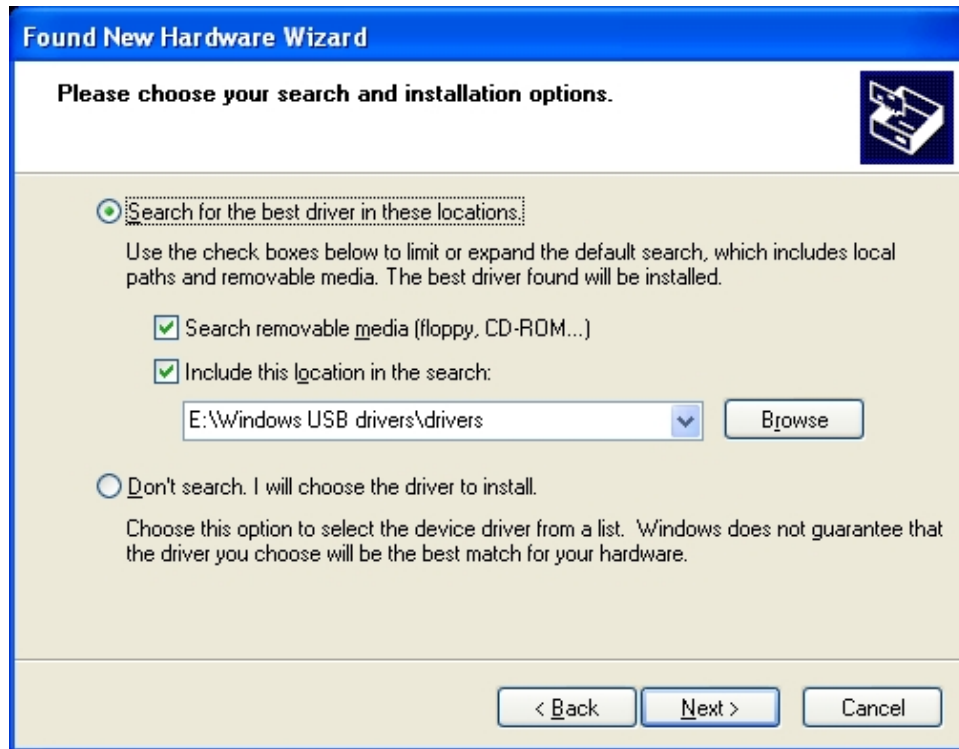 Found New Hardware Wizard
Please choose your search and installation options.
Search for the best driver in these locations.
Use the check boxes below to limit or expand the default search, which includes local
paths and removable media. The best driver found will be installed.
Search removable media (floppy, CD-ROM...)
Include this location in the search:
E:\Windows USB drivers\drivers
Browse
Don't search. I will choose the driver to install.
Choose this option to select the device driver from a list. Windows does not guarantee that
the driver you choose will be the best match for your hardware.
< Back Next > Cancel